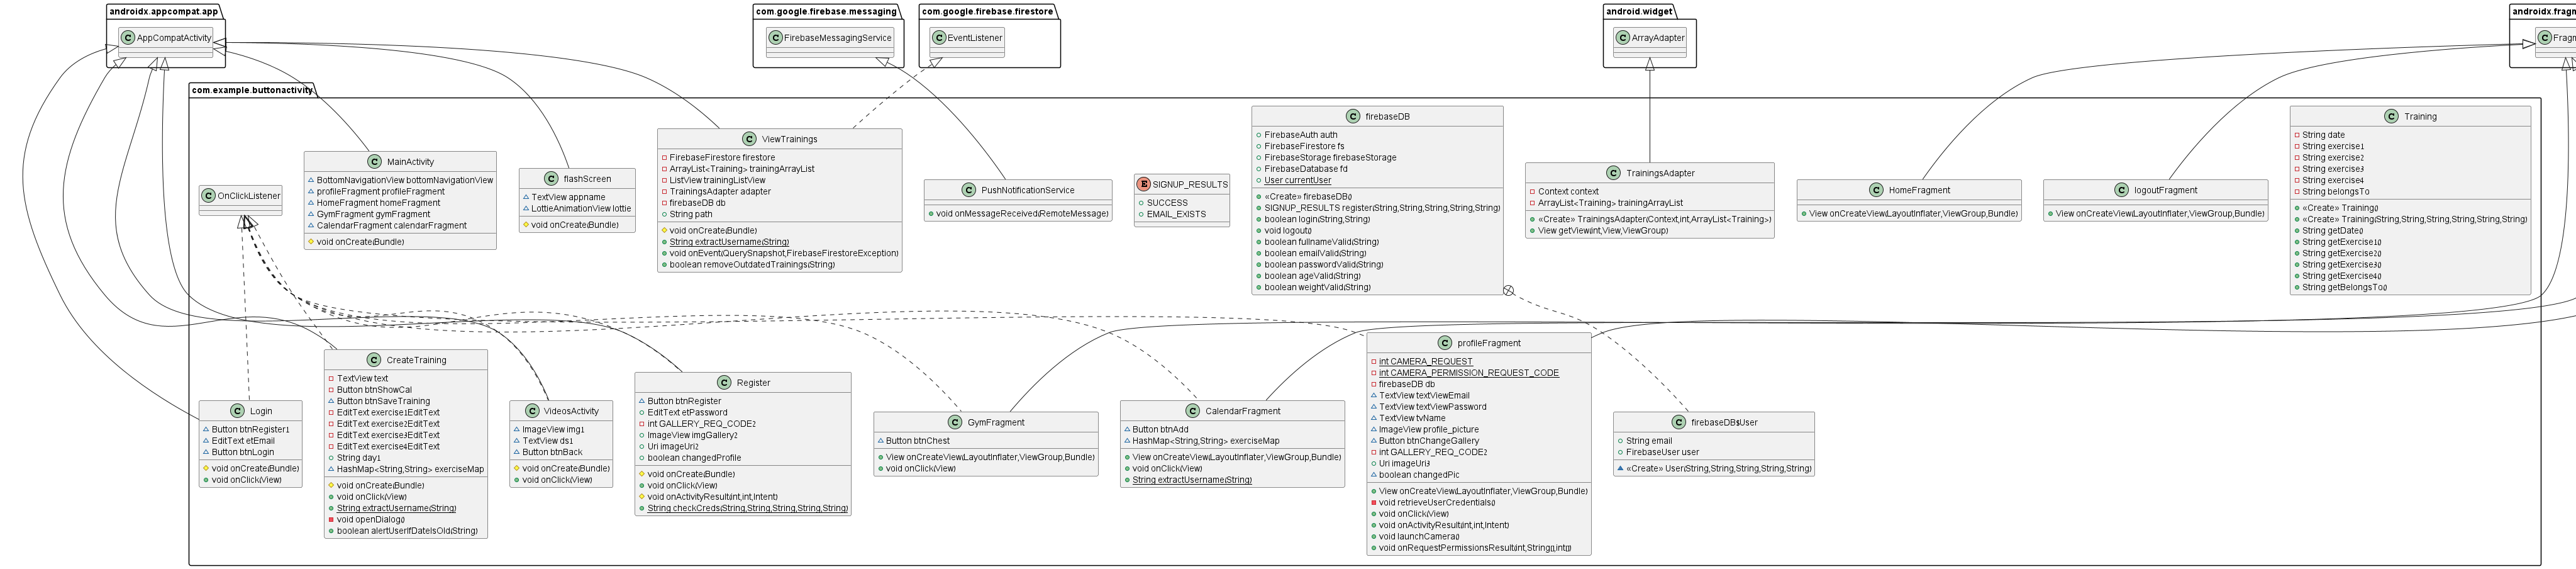 androidx.appcompat.app
AppCompatActivity
com.google.firebase.messaging
FirebaseMessagingService
com.google.firebase.firestore
EventListener
android.widget
ArrayAdapter
androidx.fragm
Fragm
com.example.buttonactivity
OnClickListener
MainActivity
BottomNavigationView bottomNavigationView
profileFragment profileFragment
HomeFragment homeFragment
GymFragment gymFragment
CalendarFragment calendarFragment
void onCreate(Bundle)
flashScreen
TextView appname
LottieAnimationView lottie
void onCreate(Bundle)
ViewTrainings
FirebaseFirestore firestore
ArrayList<Training> trainingArrayList
ListView trainingListView
TrainingsAdapter adapter
firebaseDB db
String path
void onCreate(Bundle)
String extractUsername(String)
void onEvent(QuerySnapshot,FirebaseFirestoreException)
boolean removeOutdatedTrainings(String)
PushNotificationService
void onMessageReceived(RemoteMessage)
SIGNUP_RESULTS
SUCCESS
EMAIL_EXISTS
firebaseDB
FirebaseAuth auth
FirebaseFirestore fs
FirebaseStorage firebaseStorage
FirebaseDatabase fd
User currentUser
«Create» firebaseDB()
SIGNUP_RESULTS register(String,String,String,String,String)
boolean login(String,String)
void logout()
boolean fullnameValid(String)
boolean emailValid(String)
boolean passwordValid(String)
boolean ageValid(String)
boolean weightValid(String)
TrainingsAdapter
Context context
ArrayList<Training> trainingArrayList
«Create» TrainingsAdapter(Context,int,ArrayList<Training>)
View getView(int,View,ViewGroup)
HomeFragment
View onCreateView(LayoutInflater,ViewGroup,Bundle)
logoutFragment
View onCreateView(LayoutInflater,ViewGroup,Bundle)
Training
String date
String exercise1
String exercise2
String exercise3
String exercise4
String belongsTo
«Create» Training()
«Create» Training(String,String,String,String,String,String)
String getDate()
String getExercise1()
String getExercise2()
String getExercise3()
String getExercise4()
String getBelongsTo()
Login
Button btnRegister1
EditText etEmail
Button btnLogin
void onCreate(Bundle)
void onClick(View)
CreateTraining
TextView text
Button btnShowCal
Button btnSaveTraining
EditText exercise1EditText
EditText exercise2EditText
EditText exercise3EditText
EditText exercise4EditText
String day1
HashMap<String,String> exerciseMap
void onCreate(Bundle)
void onClick(View)
String extractUsername(String)
void openDialog()
boolean alertUserIfDateIsOld(String)
VideosActivity
ImageView img1
TextView ds1
Button btnBack
void onCreate(Bundle)
void onClick(View)
Register
Button btnRegister
EditText etPassword
int GALLERY_REQ_CODE2
ImageView imgGallery2
Uri imageUri2
boolean changedProfile
void onCreate(Bundle)
void onClick(View)
void onActivityResult(int,int,Intent)
String checkCreds(String,String,String,String,String)
GymFragment
Button btnChest
View onCreateView(LayoutInflater,ViewGroup,Bundle)
void onClick(View)
CalendarFragment
Button btnAdd
HashMap<String,String> exerciseMap
View onCreateView(LayoutInflater,ViewGroup,Bundle)
void onClick(View)
String extractUsername(String)
profileFragment
int CAMERA_REQUEST
int CAMERA_PERMISSION_REQUEST_CODE
firebaseDB db
TextView textViewEmail
TextView textViewPassword
TextView tvName
ImageView profile_picture
Button btnChangeGallery
int GALLERY_REQ_CODE2
Uri imageUri3
boolean changedPic
View onCreateView(LayoutInflater,ViewGroup,Bundle)
void retrieveUserCredentials()
void onClick(View)
void onActivityResult(int,int,Intent)
void launchCamera()
void onRequestPermissionsResult(int,String[],int[])
firebaseDB$User
String email
FirebaseUser user
«Create» User(String,String,String,String,String)